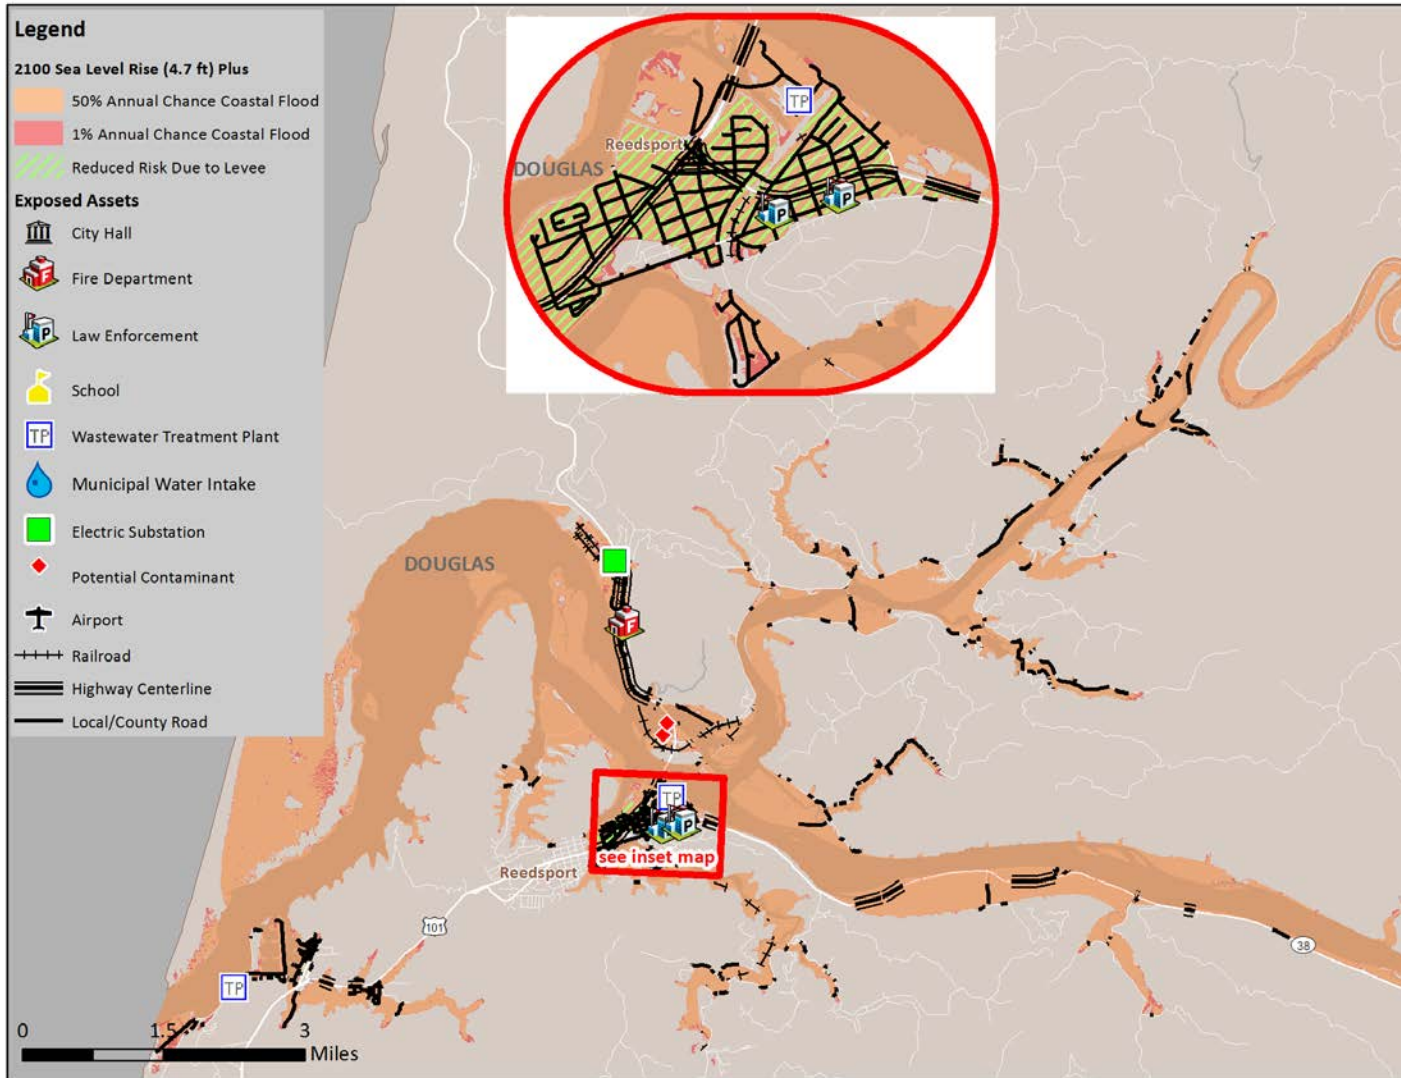 Legend
2100 Sea Level Rise (4.7 ft) Plus
50% Annual Chance Coastal Flood
1% Annual Chance Coastal Flood
Reduced Risk Due to Levee
Exposed Assets
City Hall
F
Fire Department
P
Law Enforcement
School
TP
Wastewater Treatment Plant
Municipal Water Intake
Electric Substation
Potential Contaminant
Airport
Railroad
Highway Centerline
Local/County Road
TP
Reedsport
DOUGLAS
P
P
DOUGLAS
F
TP
P
P
see inset map
Reedsport
101
38
TP
0 1.5 3
Miles